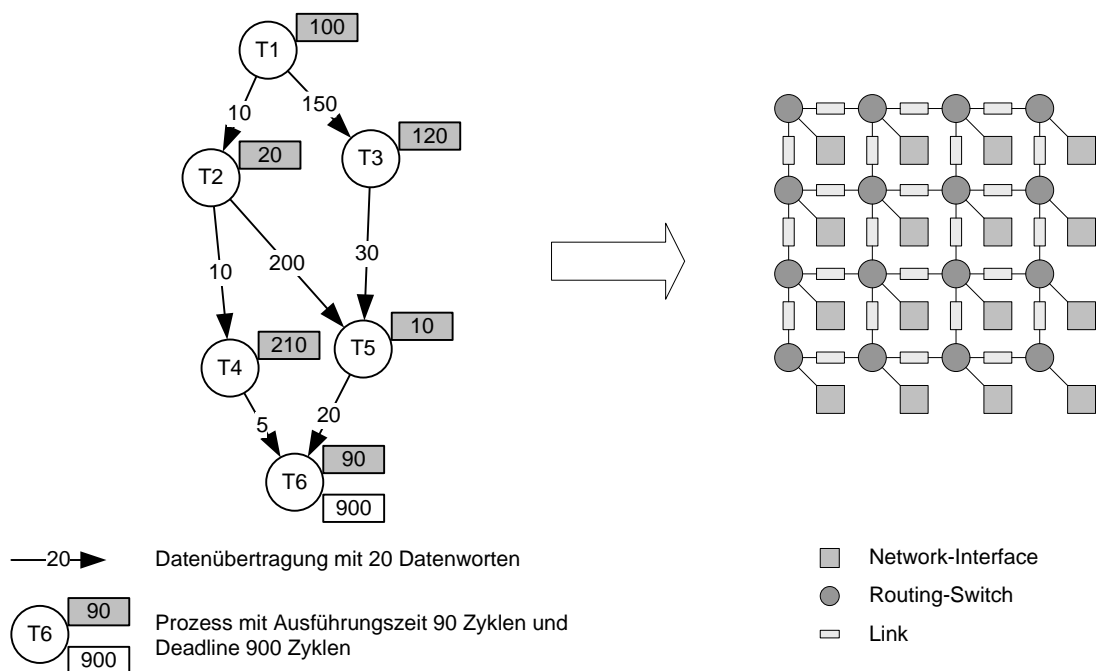 100
T1
10
150
120
T3
20
T2
10
200
30
10
T5
210
T4
5
20
90
T6
900
20
Datenübertragung mit 20 Datenworten
90
T6
900
Prozess mit Ausführungszeit 90 Zyklen und
Deadline 900 Zyklen
Network-Interface
Routing-Switch
Link